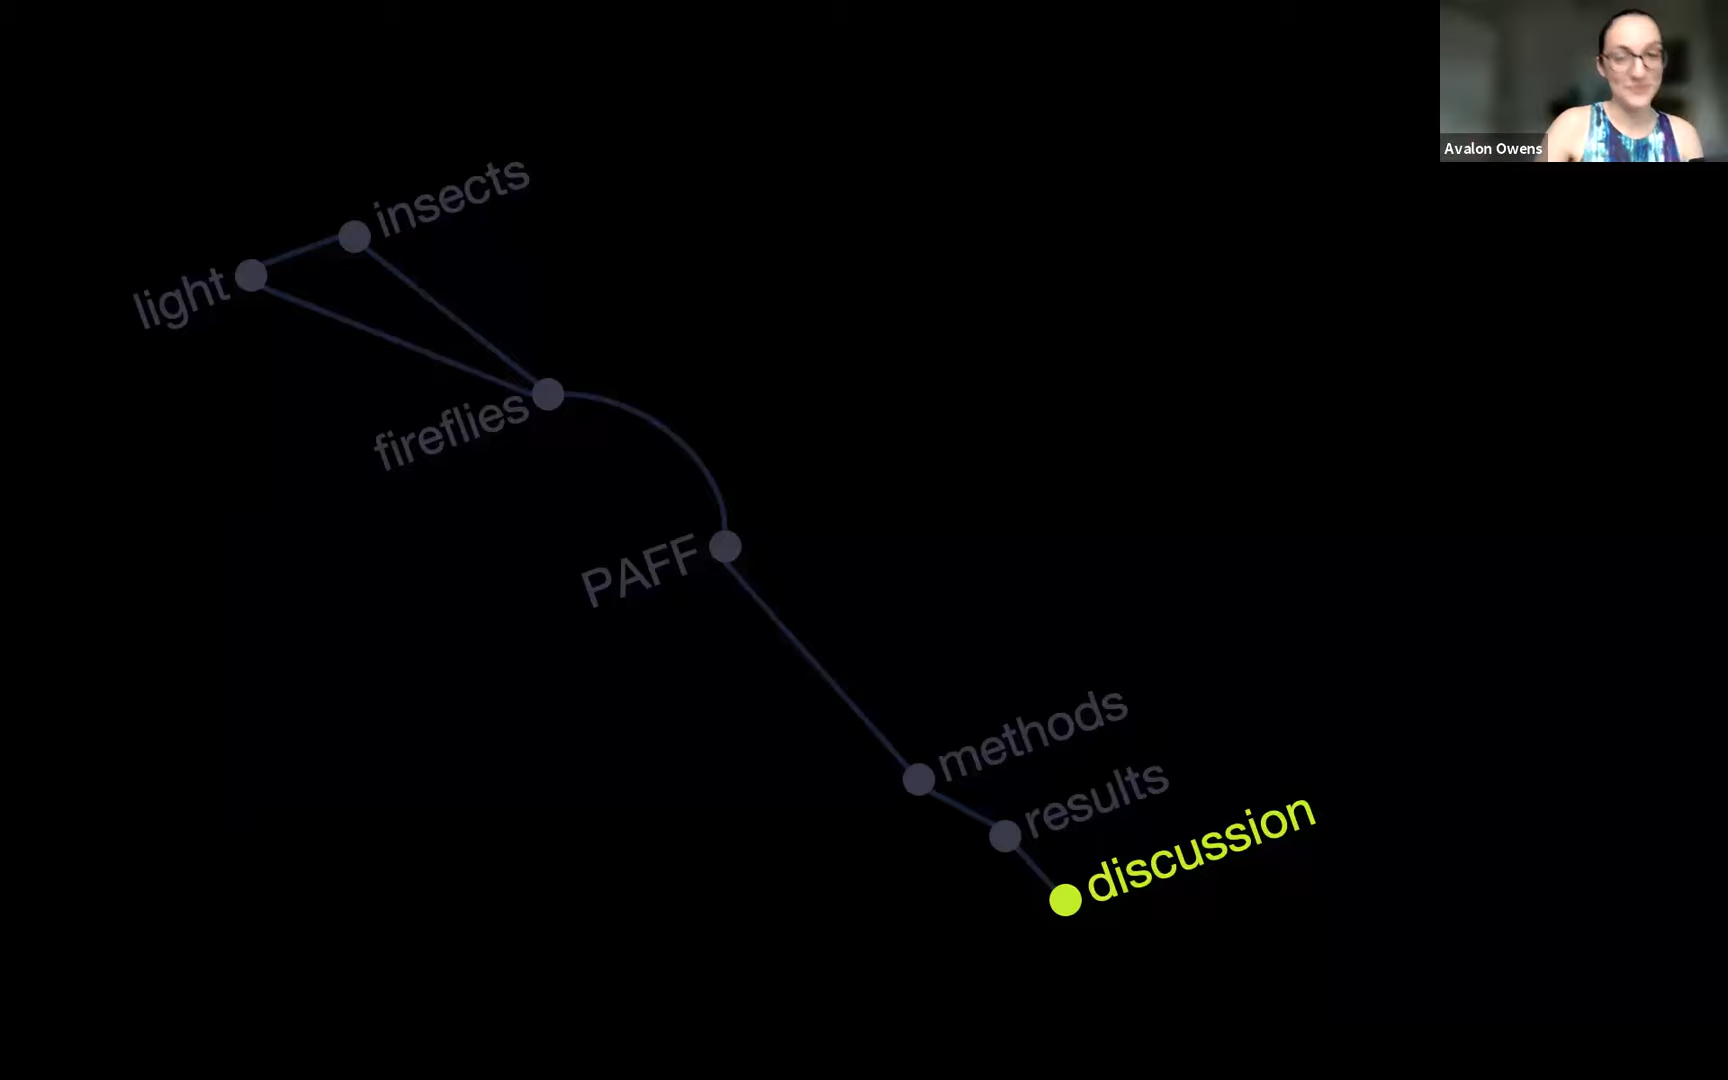 Avalon Owens
insects
light
fireflies
PAFF
methods
results
discussion